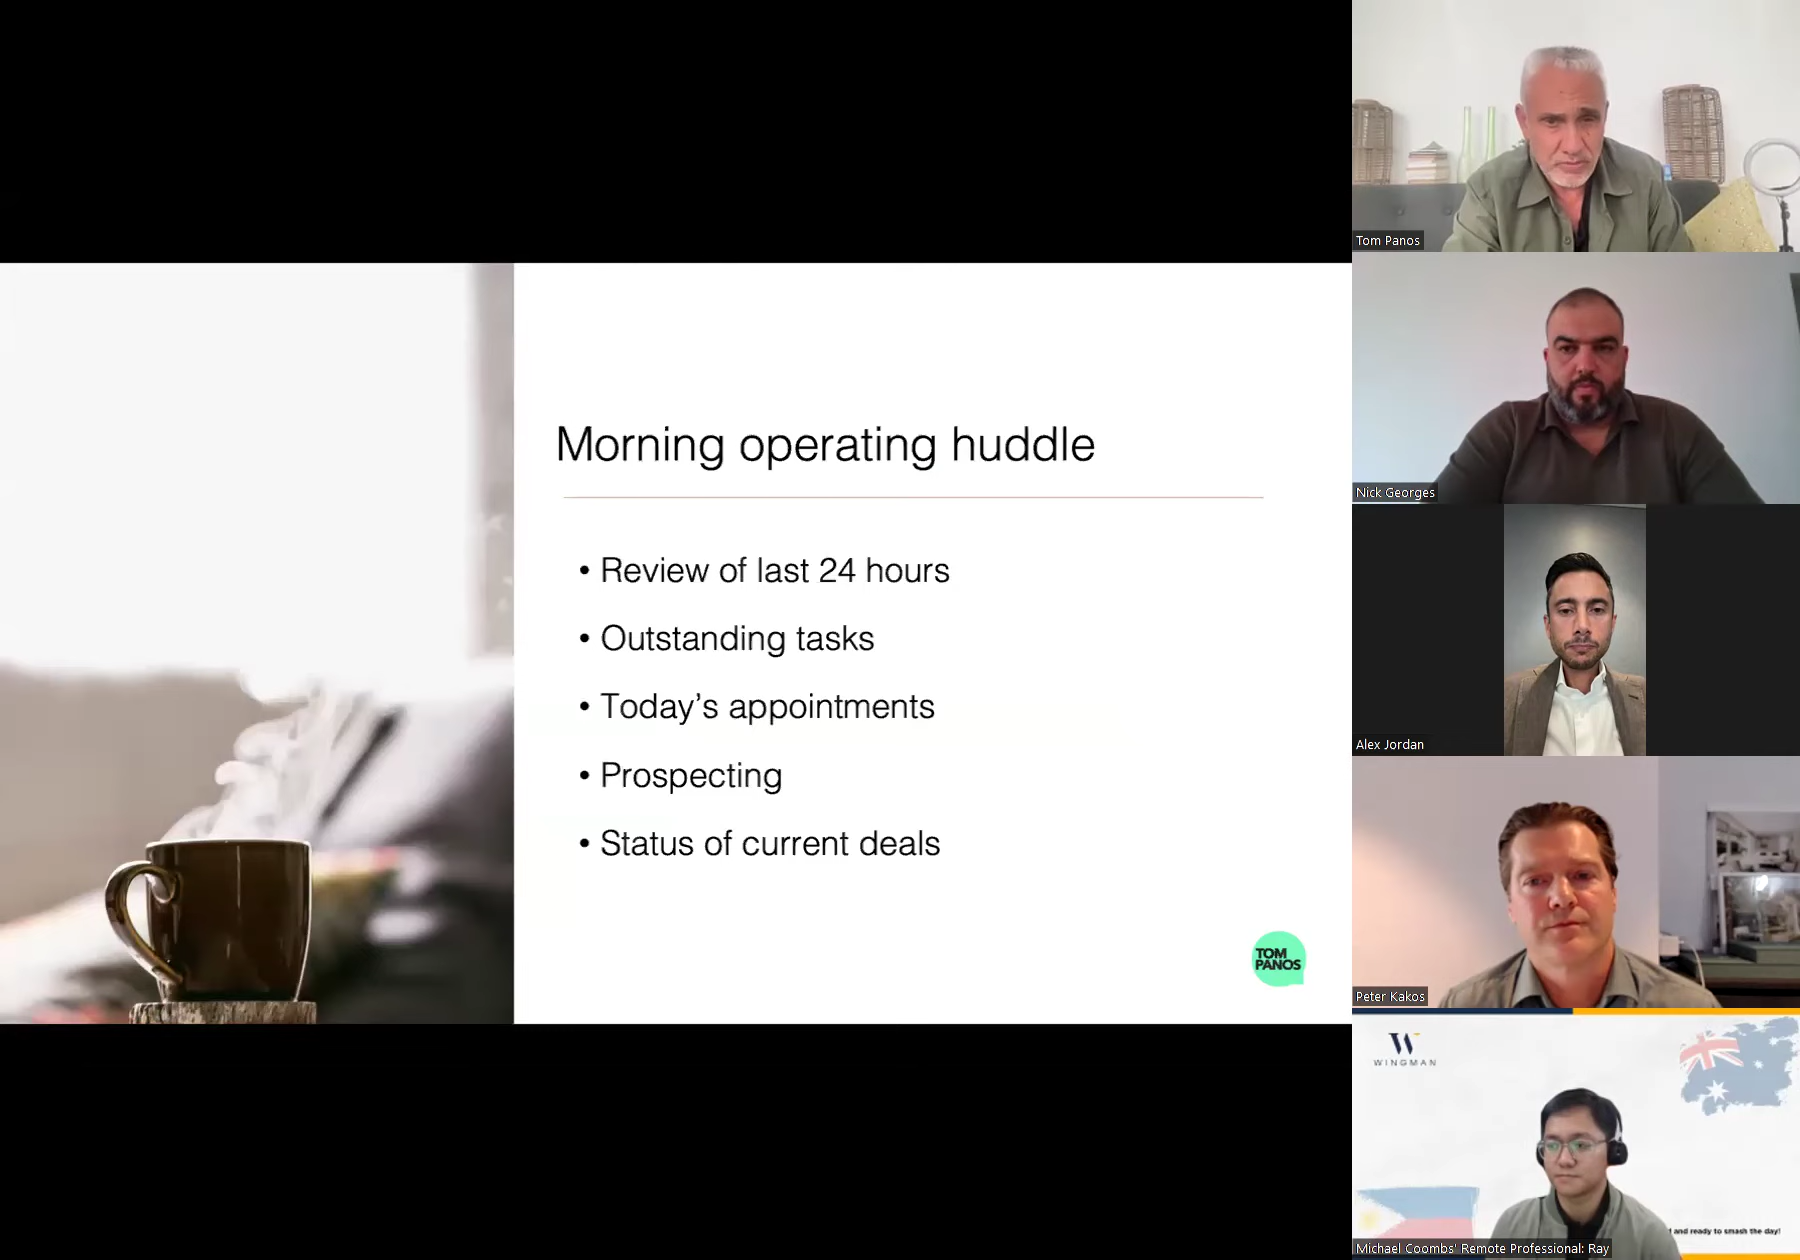 Morning operating huddle
• Review of last 24 hours
• Outstanding tasks
• Today’s appointments
• Prospecting
• Status of current deals
TOM
PANOS
Tom Panos
Nick Georges
Alex Jordan
Peter Kakos
WINGMAN
and ready to smash the day!
Michael Coombs' Remote Professional: Ray